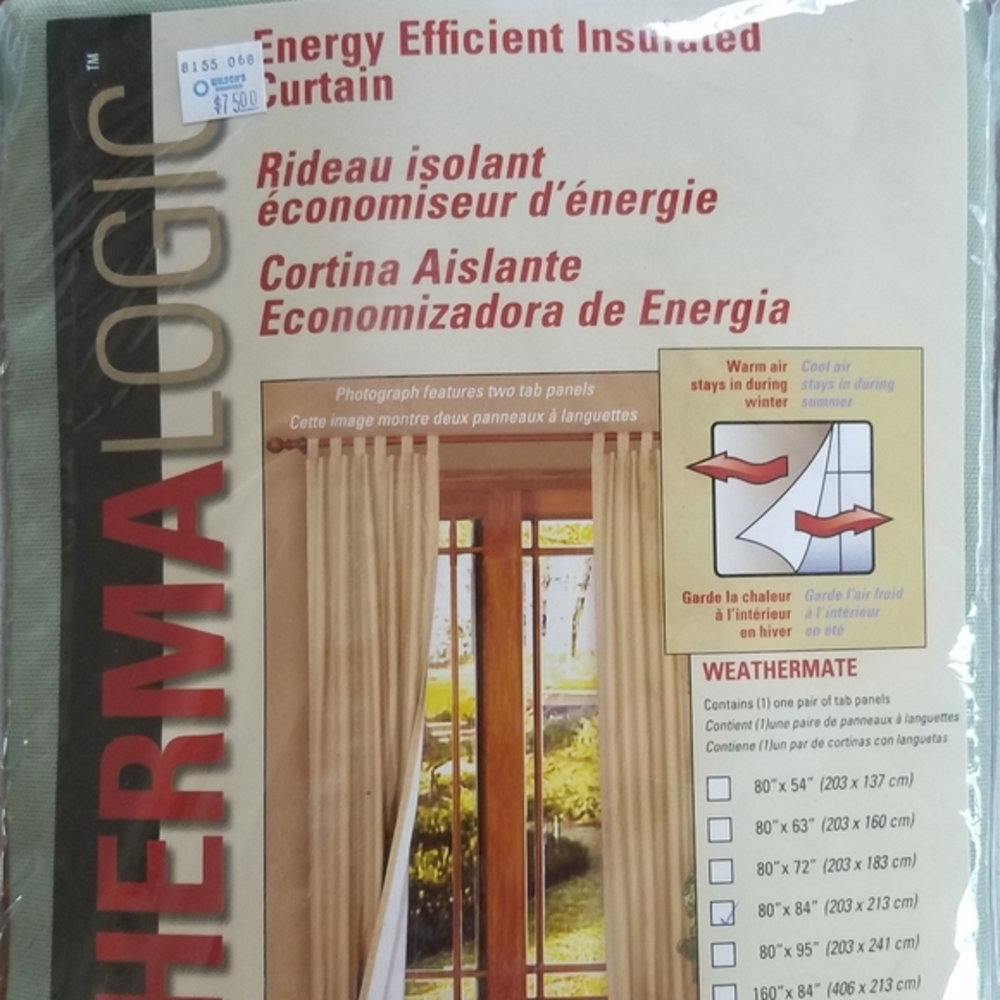 8155 068
$75.00
Energy Efficient Insulated
Curtain
Rideau isolant
économiseur d'énergie
Cortina Aislante
Economizadora de Energia
HERMALOGIC™
Photograph features two tab panels
Cette image montre deux panneaux à languettes
Warm air
stays in during
winter
Cool air
stays in during
summer
Garde la chaleur
à l'intérieur
en hiver
Garde l'air froid
à l'intérieur
en été
WEATHERMATE
Contains (1) one pair of tab panels
Contient (1)une paire de panneaux à languettes
Contiene (1)un par de cortinas con languetas
80"x 54" (203 x 137 cm)
80"x 63" (203 x 160 cm)
80"x 72" (203 x 183 cm)
80"x 84" (203 x 213 cm)
80"x 95" (203 x 241 cm)
160"x 84" (406 x 213 cm)